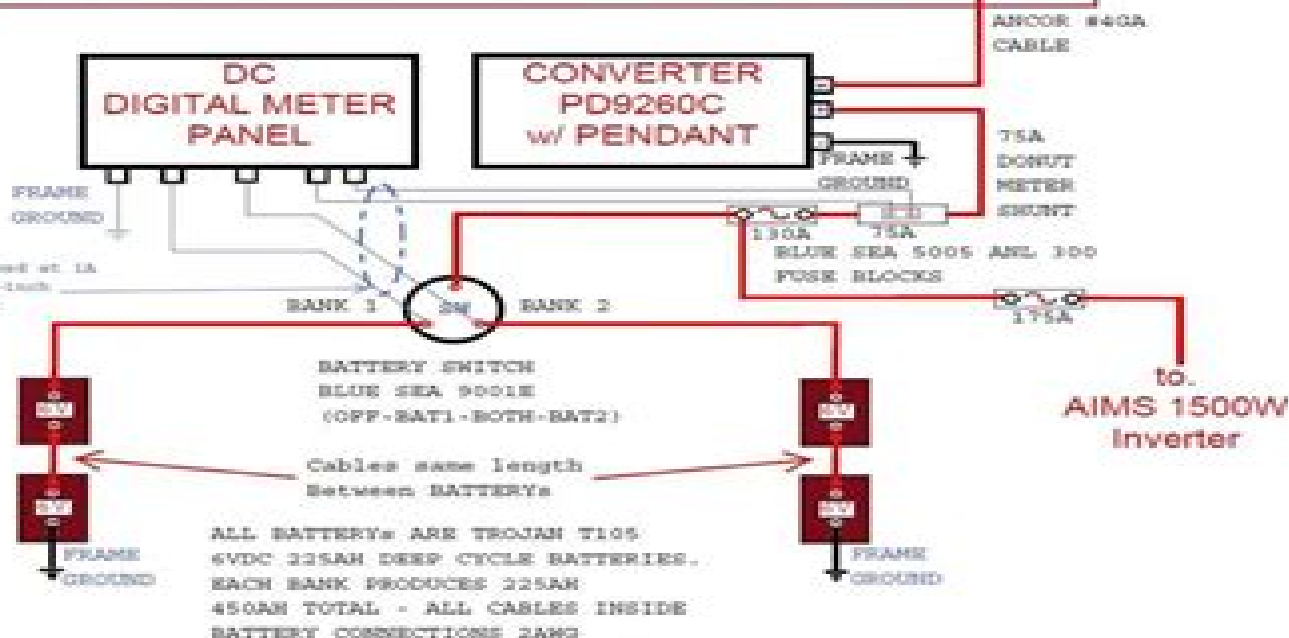 ANCOR #4GA
CABLE
DC
DIGITAL METER
PANEL
CONVERTER
PD9260C
w/ PENDANT
75A
DONUT
METER
SHUNT
FRAME
GROUND
FRAME
GROUND
130A
75A
BLUE SEA 5005 ANL 300
FUSE BLOCKS
ed at 1A
inch
BANK 1
SW
BANK 2
175A
BATTERY SWITCH
BLUE SEA 9001E
(OFF-BAT1-BOTH-BAT2)
to.
AIMS 1500W
Inverter
6V
6V
Cables same length
Between BATTERYs
6V
6V
ALL BATTERYs ARE TROJAN T105
6VDC 225AH DEEP CYCLE BATTERIES.
EACH BANK PRODUCES 225AH
450AH TOTAL - ALL CABLES INSIDE
BATTERY CONNECTIONS 2AWG
FRAME
GROUND
FRAME
GROUND